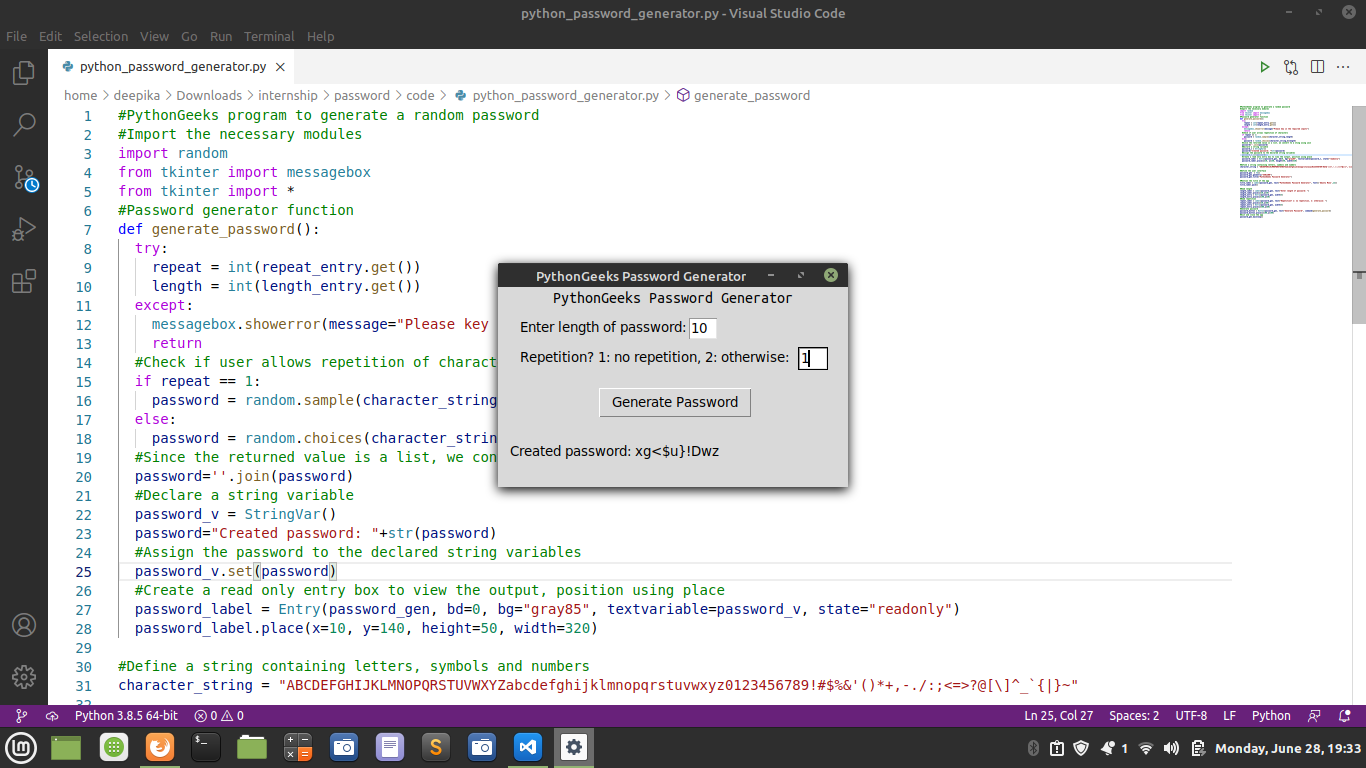 python_password_generator.py - Visual Studio Code
File Edit Selection View Go Run Terminal Help
python_password_generator.py
home > deepika > Downloads > internship > password > code > python_password_generator.py > generate_password
1 #PythonGeeks program to generate a random password
2 #Import the necessary modules
3 import random
4 from tkinter import messagebox
5 from tkinter import *
6 #Password generator function
7 def generate_password():
8 try:
9 repeat = int(repeat_entry.get())
10 length = int(length_entry.get())
11 except:
12 messagebox.showerror(message="Please key
13 return
14 #Check if user allows repetition of charact
15 if repeat == 1:
16 password = random.sample(character_string
17 else:
18 password = random.choices(character_strin
19 #Since the returned value is a list, we con
20 password=''.join(password)
21 #Declare a string variable
22 password_v = StringVar()
23 password="Created password: "+str(password)
24 #Assign the password to the declared string variables
25 password_v.set(password)
26 #Create a read only entry box to view the output, position using place
27 password_label = Entry(password_gen, bd=0, bg="gray85", textvariable=password_v, state="readonly")
28 password_label.place(x=10, y=140, height=50, width=320)
29
30 #Define a string containing letters, symbols and numbers
31 character_string = "ABCDEFGHIJKLMNOPQRSTUVWXYZabcdefghijklmnopqrstuvwxyz0123456789!#$%&'()*+,-./:;<=>?@[\]^_`{|}~"
PythonGeeks Password Generator
PythonGeeks Password Generator
Enter length of password: 10
Repetition? 1: no repetition, 2: otherwise: 1
Generate Password
Created password: xg<$u}!Dwz
Python 3.8.5 64-bit 0 0 Ln 25, Col 27 Spaces: 2 UTF-8 LF Python
1 Monday, June 28, 19:33